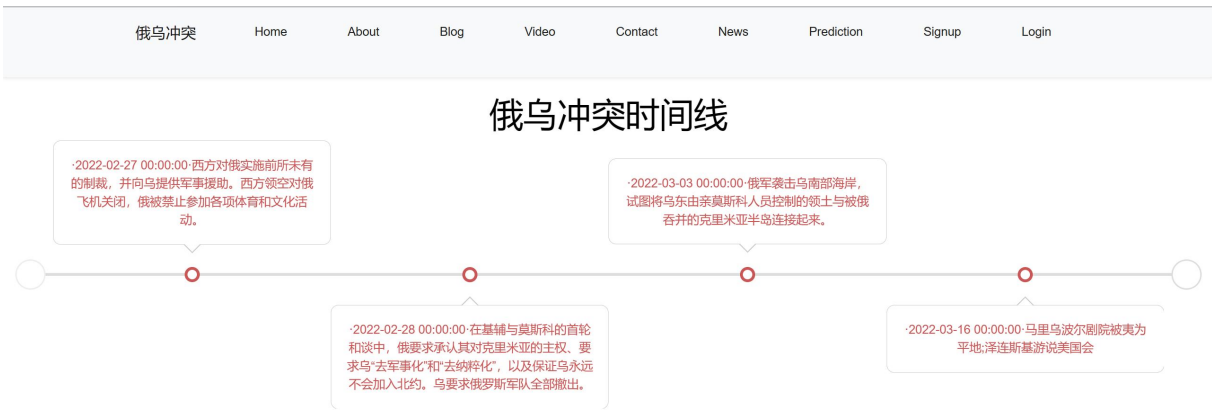 俄乌冲突 Home About Blog Video Contact News Prediction Signup Login
俄乌冲突时间线
·2022-02-27 00:00:00·西方对俄实施前所未有
的制裁，并向乌提供军事援助。西方领空对俄
飞机关闭，俄被禁止参加各项体育和文化活
动。
·2022-02-28 00:00:00·在基辅与莫斯科的首轮
和谈中，俄要求承认其对克里米亚的主权、要
求乌“去军事化”和“去纳粹化”，以及保证乌永远
不会加入北约。乌要求俄罗斯军队全部撤出。
·2022-03-03 00:00:00·俄军袭击乌南部海岸，
试图将乌东由亲莫斯科人员控制的领土与被俄
吞并的克里米亚半岛连接起来。
·2022-03-16 00:00:00·马里乌波尔剧院被夷为
平地;泽连斯基游说美国会